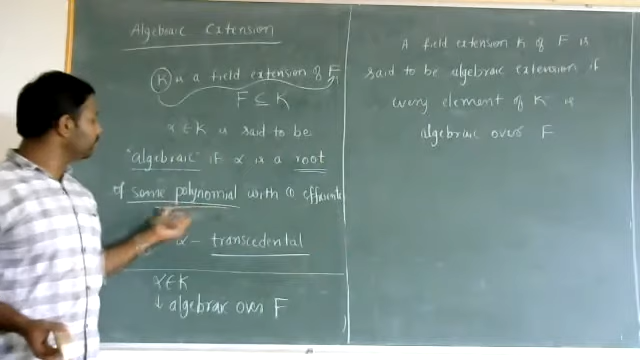 Algebraic Extension
K is a field extension of F
F ⊆ K
α ∈ K is said to be
"algebraic" if α is a root
of some polynomial with coefficients
α - transcedental
α ∈ K
↓ algebraic over F
A field extension K of F is
said to be algebraic extension if
every element of K is
algebraic over F